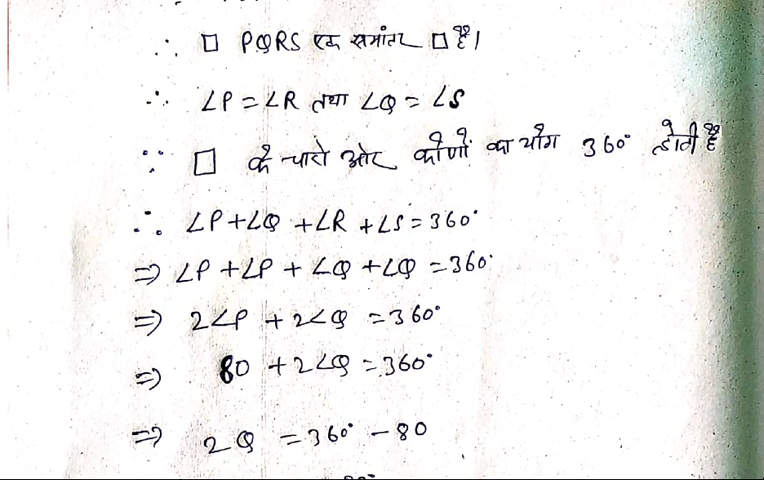 ∴ □ PQRS एक समांतर □ है।
∴ ∠P = ∠R तथा ∠Q = ∠S
∵ □ के चारो ओर कोणों का योग 360° होती है
∴ ∠P + ∠Q + ∠R + ∠S = 360°
⇒ ∠P + ∠P + ∠Q + ∠Q = 360°
⇒ 2∠P + 2∠Q = 360°
⇒ 80 + 2∠Q = 360°
⇒ 2Q = 360° - 80